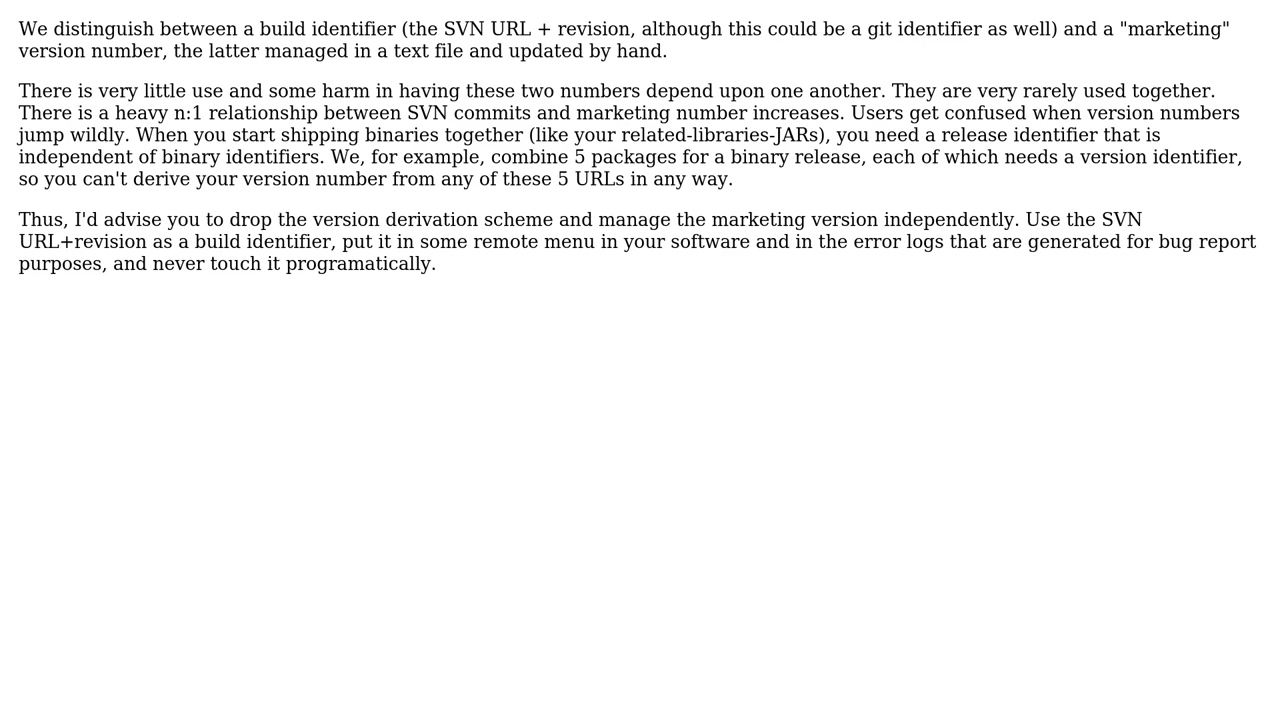 We distinguish between a build identifier (the SVN URL + revision, although this could be a git identifier as well) and a "marketing"
version number, the latter managed in a text file and updated by hand.
There is very little use and some harm in having these two numbers depend upon one another. They are very rarely used together.
There is a heavy n:1 relationship between SVN commits and marketing number increases. Users get confused when version numbers
jump wildly. When you start shipping binaries together (like your related-libraries-JARs), you need a release identifier that is
independent of binary identifiers. We, for example, combine 5 packages for a binary release, each of which needs a version identifier,
so you can't derive your version number from any of these 5 URLs in any way.
Thus, I'd advise you to drop the version derivation scheme and manage the marketing version independently. Use the SVN
URL+revision as a build identifier, put it in some remote menu in your software and in the error logs that are generated for bug report
purposes, and never touch it programatically.